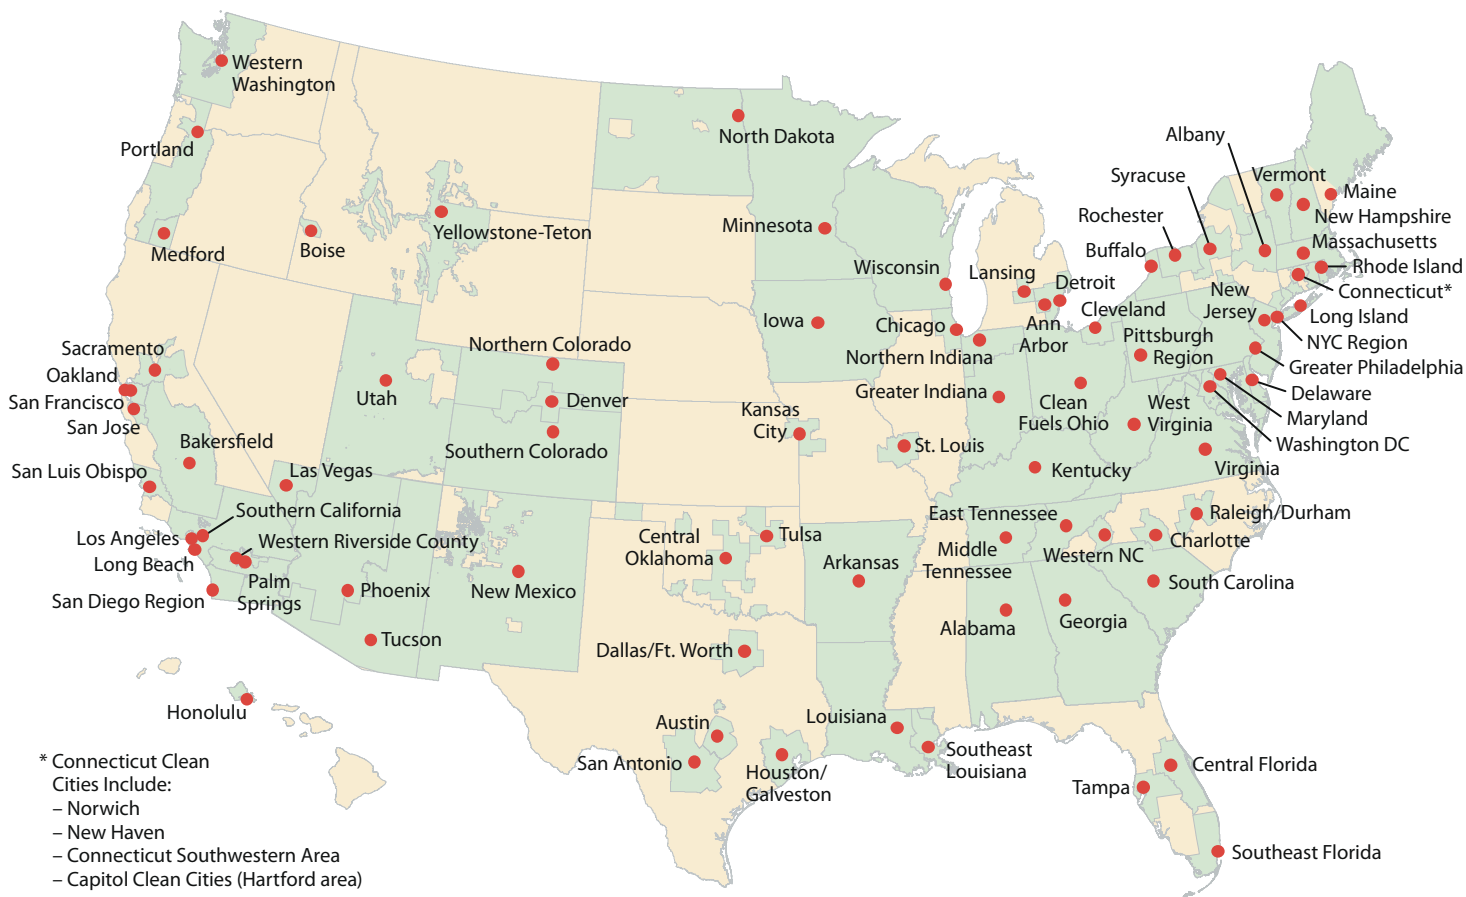 Western
Washington
Portland
Medford
Boise
Yellowstone-Teton
North Dakota
Minnesota
Wisconsin
Iowa
Chicago
Northern Indiana
Greater Indiana
Lansing
Detroit
Ann
Arbor
Cleveland
Pittsburgh
Region
Clean
Fuels Ohio
West
Virginia
Kentucky
Virginia
Albany
Syracuse
Rochester
Buffalo
Vermont
Maine
New Hampshire
Massachusetts
Rhode Island
Connecticut*
New
Jersey
Long Island
NYC Region
Greater Philadelphia
Delaware
Maryland
Washington DC
Sacramento
Oakland
San Francisco
San Jose
Bakersfield
San Luis Obispo
Las Vegas
Southern California
Los Angeles
Western Riverside County
Long Beach
Palm
Springs
San Diego Region
Phoenix
Tucson
Utah
Northern Colorado
Denver
Southern Colorado
New Mexico
Kansas
City
St. Louis
Central
Oklahoma
Tulsa
Arkansas
Dallas/Ft. Worth
Austin
San Antonio
Houston/
Galveston
Louisiana
Southeast
Louisiana
East Tennessee
Middle
Tennessee
Western NC
Raleigh/Durham
Charlotte
South Carolina
Alabama
Georgia
Central Florida
Tampa
Southeast Florida
Honolulu
* Connecticut Clean
Cities Include:
– Norwich
– New Haven
– Connecticut Southwestern Area
– Capitol Clean Cities (Hartford area)